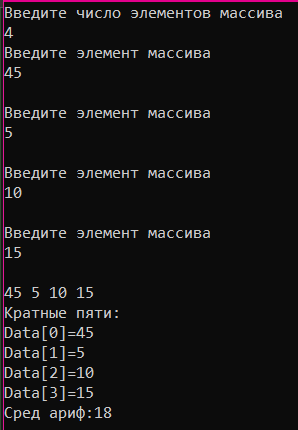 Введите число элементов массива
4
Введите элемент массива
45
Введите элемент массива
5
Введите элемент массива
10
Введите элемент массива
15
45 5 10 15
Кратные пяти:
Data[0]=45
Data[1]=5
Data[2]=10
Data[3]=15
Сред ариф:18